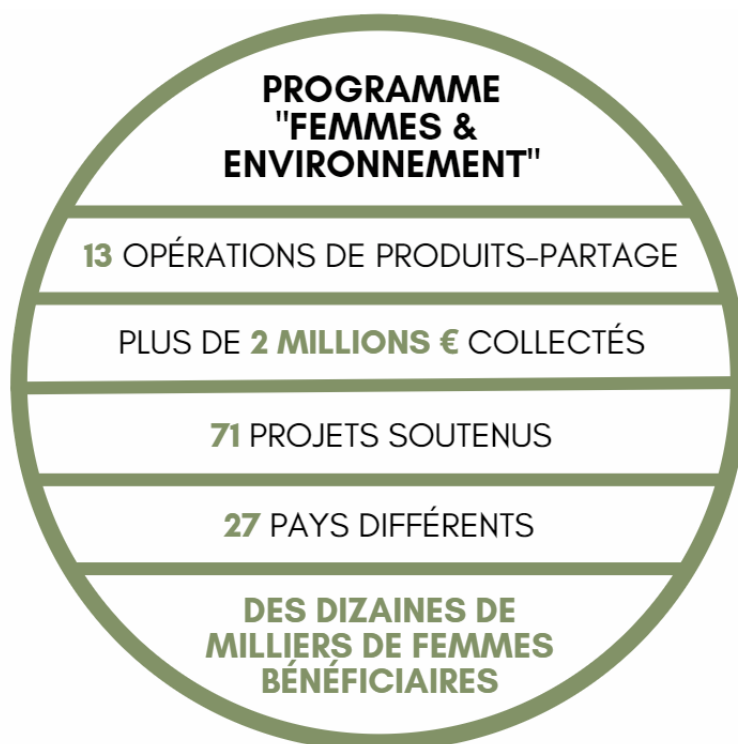 PROGRAMME
"FEMMES &
ENVIRONNEMENT"
13 OPÉRATIONS DE PRODUITS-PARTAGE
PLUS DE 2 MILLIONS € COLLECTÉS
71 PROJETS SOUTENUS
27 PAYS DIFFÉRENTS
DES DIZAINES DE
MILLIERS DE FEMMES
BÉNÉFICIAIRES